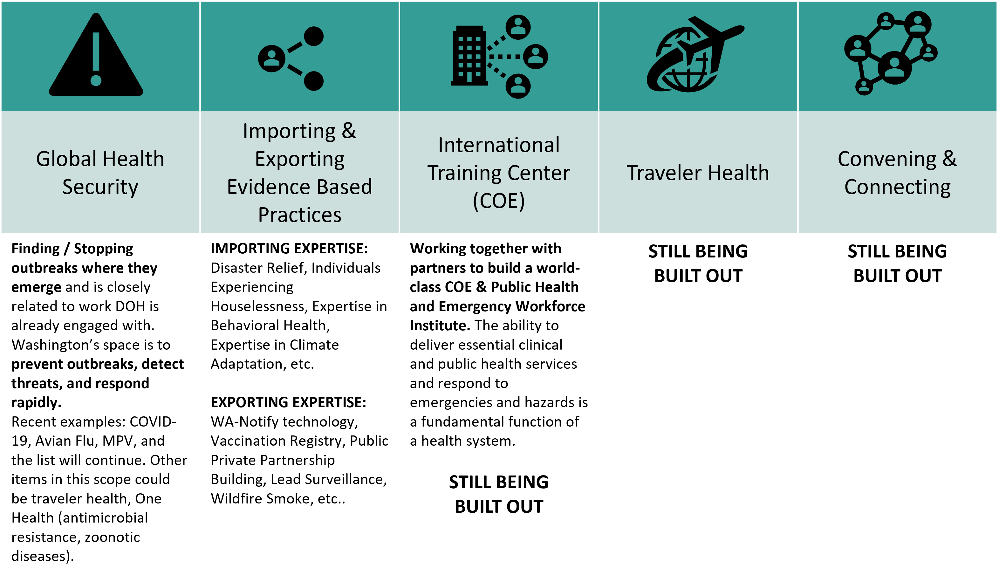 Global Health
Security
Importing &
Exporting
Evidence Based
Practices
International
Training Center
(COE)
Traveler Health
Convening &
Connecting
Finding / Stopping
outbreaks where they
emerge and is closely
related to work DOH is
already engaged with.
Washington’s space is to
prevent outbreaks, detect
threats, and respond
rapidly.
Recent examples: COVID-
19, Avian Flu, MPV, and
the list will continue. Other
items in this scope could
be traveler health, One
Health (antimicrobial
resistance, zoonotic
diseases).
IMPORTING EXPERTISE:
Disaster Relief, Individuals
Experiencing
Houselessness, Expertise in
Behavioral Health,
Expertise in Climate
Adaptation, etc.
EXPORTING EXPERTISE:
WA-Notify technology,
Vaccination Registry, Public
Private Partnership
Building, Lead Surveillance,
Wildfire Smoke, etc..
Working together with
partners to build a world-
class COE & Public Health
and Emergency Workforce
Institute. The ability to
deliver essential clinical
and public health services
and respond to
emergencies and hazards is
a fundamental function of
a health system.
STILL BEING
BUILT OUT
STILL BEING
BUILT OUT
STILL BEING
BUILT OUT